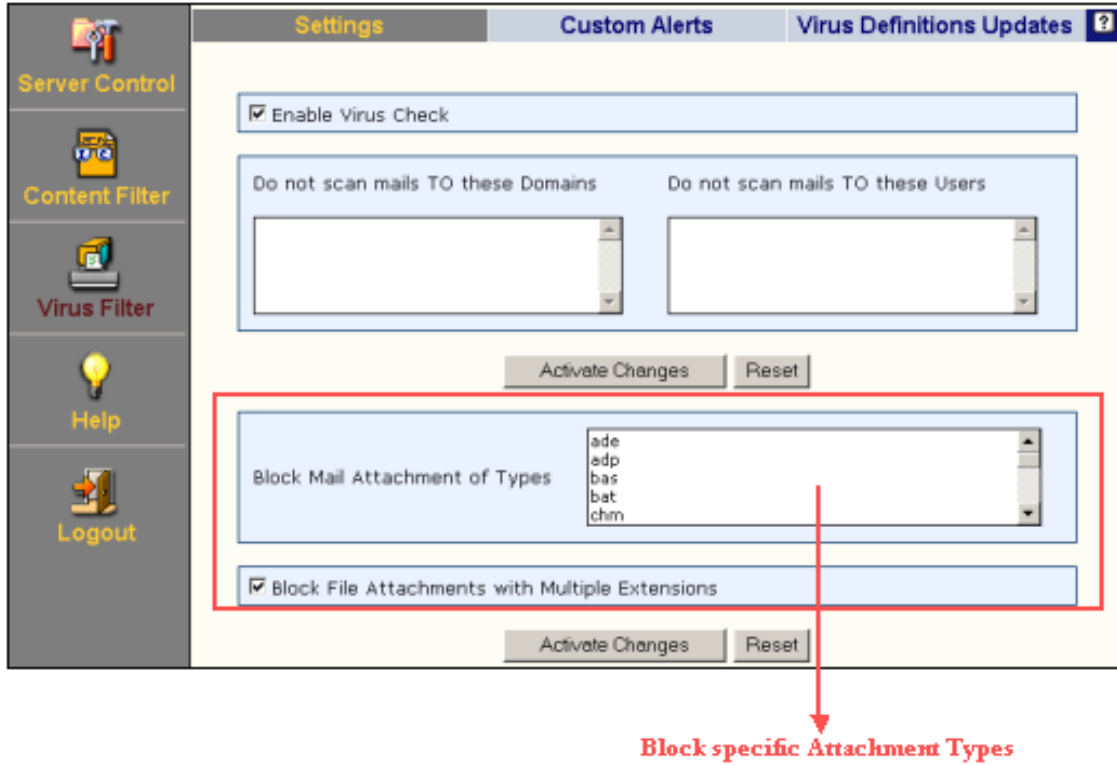 Settings
Custom Alerts
Virus Definitions Updates
?
Server Control
Content Filter
Virus Filter
Help
Logout
Enable Virus Check
Do not scan mails TO these Domains
Do not scan mails TO these Users
Activate Changes
Reset
Block Mail Attachment of Types
ade
adp
bas
bat
chm
Block File Attachments with Multiple Extensions
Activate Changes
Reset
Block specific Attachment Types